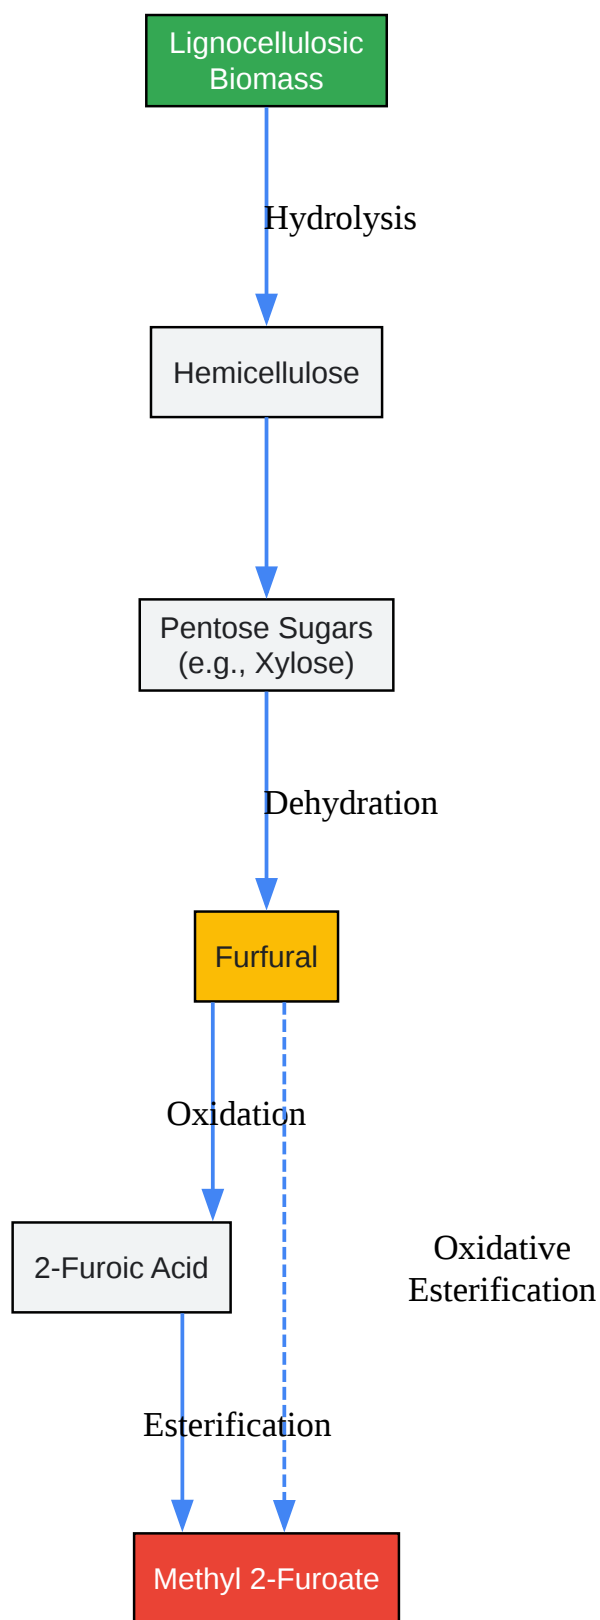 Lignocellulosic
Biomass
Hydrolysis
Hemicellulose
Pentose Sugars
(e.g., Xylose)
Dehydration
Furfural
Oxidation
2-Furoic Acid
Oxidative
Esterification
Esterification
Methyl 2-Furoate